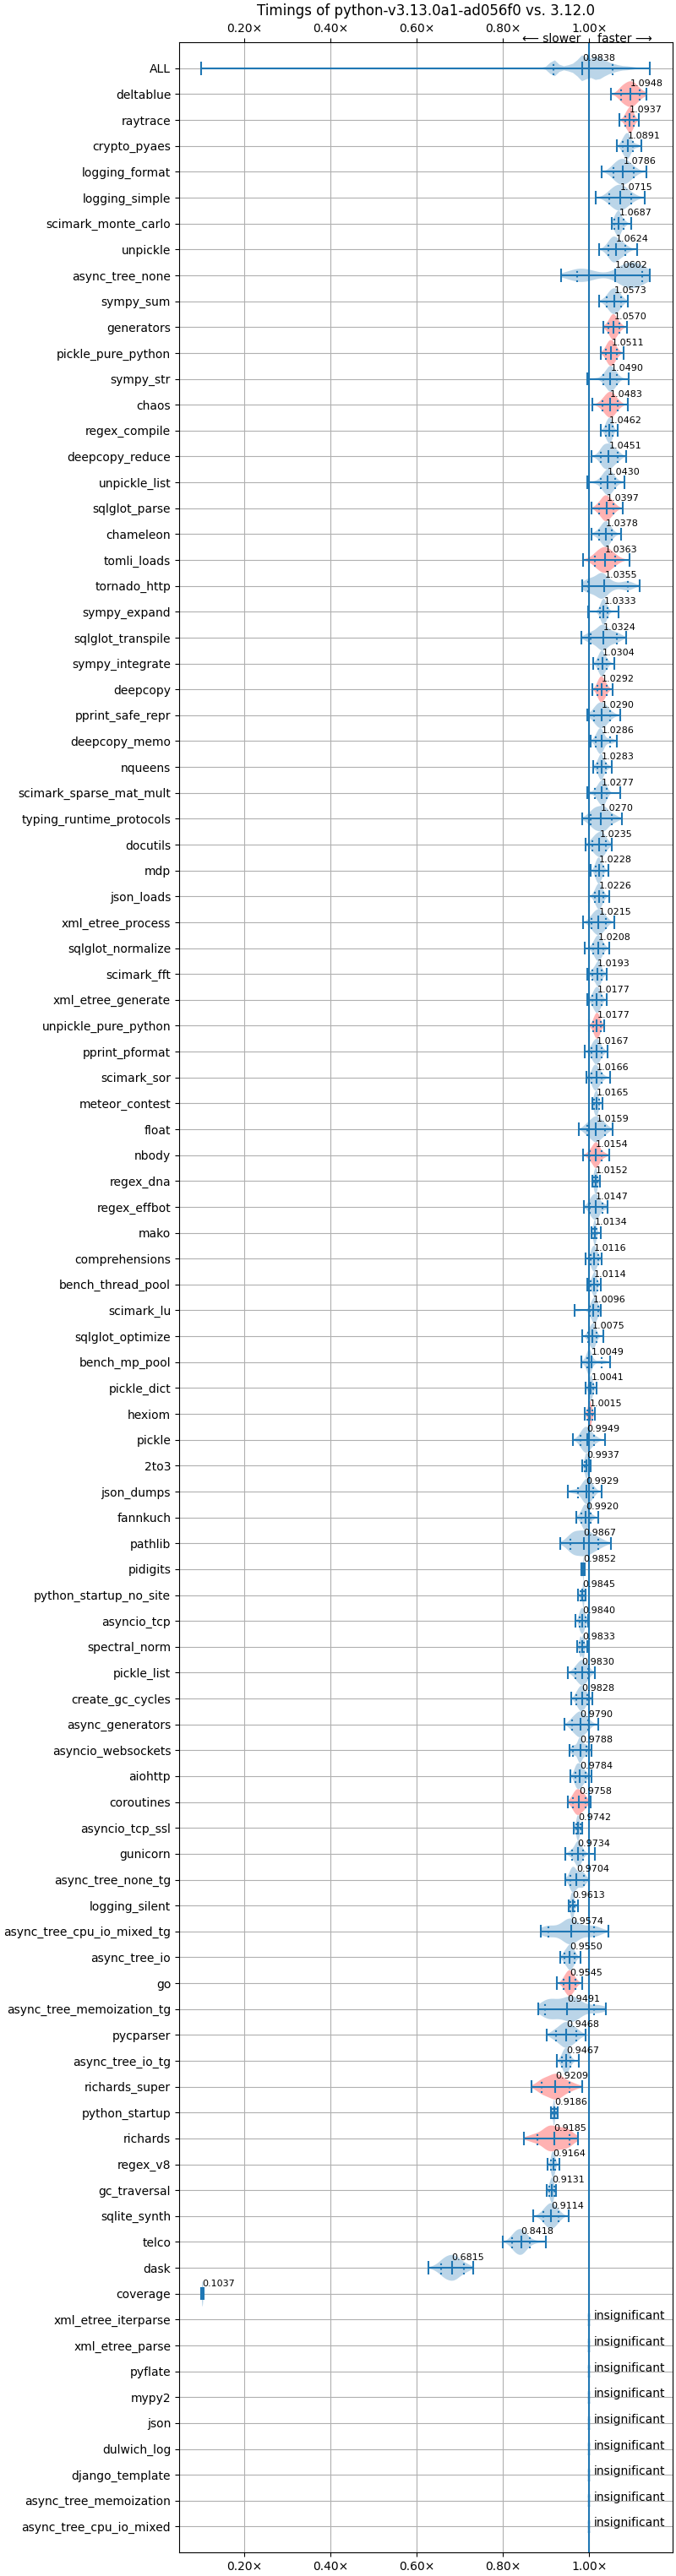 Timings of python-v3.13.0a1-ad056f0 vs. 3.12.0
0.20× 0.40× 0.60× 0.80× 1.00×
⟵ slower faster ⟶
ALL 0.9838
deltablue 1.0948
raytrace 1.0937
crypto_pyaes 1.0891
logging_format 1.0786
logging_simple 1.0715
scimark_monte_carlo 1.0687
unpickle 1.0624
async_tree_none 1.0602
sympy_sum 1.0573
generators 1.0570
pickle_pure_python 1.0511
sympy_str 1.0490
chaos 1.0483
regex_compile 1.0462
deepcopy_reduce 1.0451
unpickle_list 1.0430
sqlglot_parse 1.0397
chameleon 1.0378
tomli_loads 1.0363
tornado_http 1.0355
sympy_expand 1.0333
sqlglot_transpile 1.0324
sympy_integrate 1.0304
deepcopy 1.0292
pprint_safe_repr 1.0290
deepcopy_memo 1.0286
nqueens 1.0283
scimark_sparse_mat_mult 1.0277
typing_runtime_protocols 1.0270
docutils 1.0235
mdp 1.0228
json_loads 1.0226
xml_etree_process 1.0215
sqlglot_normalize 1.0208
scimark_fft 1.0193
xml_etree_generate 1.0177
unpickle_pure_python 1.0177
pprint_pformat 1.0167
scimark_sor 1.0166
meteor_contest 1.0165
float 1.0159
nbody 1.0154
regex_dna 1.0152
regex_effbot 1.0147
mako 1.0134
comprehensions 1.0116
bench_thread_pool 1.0114
scimark_lu 1.0096
sqlglot_optimize 1.0075
bench_mp_pool 1.0049
pickle_dict 1.0041
hexiom 1.0015
pickle 0.9949
2to3 0.9937
json_dumps 0.9929
fannkuch 0.9920
pathlib 0.9867
pidigits 0.9852
python_startup_no_site 0.9845
asyncio_tcp 0.9840
spectral_norm 0.9833
pickle_list 0.9830
create_gc_cycles 0.9828
async_generators 0.9790
asyncio_websockets 0.9788
aiohttp 0.9784
coroutines 0.9758
asyncio_tcp_ssl 0.9742
gunicorn 0.9734
async_tree_none_tg 0.9704
logging_silent 0.9613
async_tree_cpu_io_mixed_tg 0.9574
async_tree_io 0.9550
go 0.9545
async_tree_memoization_tg 0.9491
pycparser 0.9468
async_tree_io_tg 0.9467
richards_super 0.9209
python_startup 0.9186
richards 0.9185
regex_v8 0.9164
gc_traversal 0.9131
sqlite_synth 0.9114
telco 0.8418
dask 0.6815
coverage 0.1037
xml_etree_iterparse insignificant
xml_etree_parse insignificant
pyflate insignificant
mypy2 insignificant
json insignificant
dulwich_log insignificant
django_template insignificant
async_tree_memoization insignificant
async_tree_cpu_io_mixed insignificant
0.20× 0.40× 0.60× 0.80× 1.00×